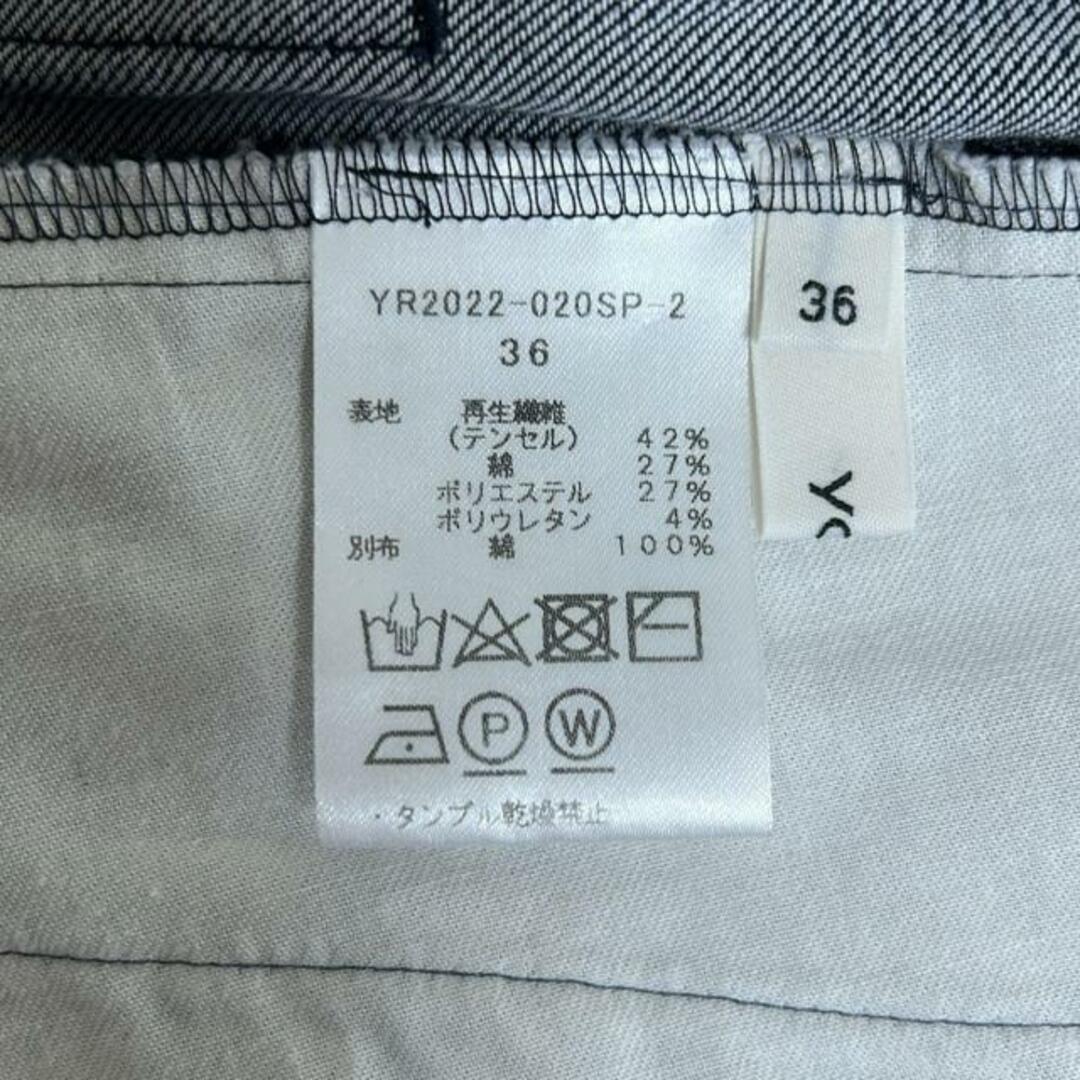 YR2022-020SP-2
36
表地 再生繊維
(テンセル) 42%
綿 27%
ポリエステル 27%
ポリウレタン 4%
別布 綿 100%
P W
・タンブル乾燥禁止
36
Yo